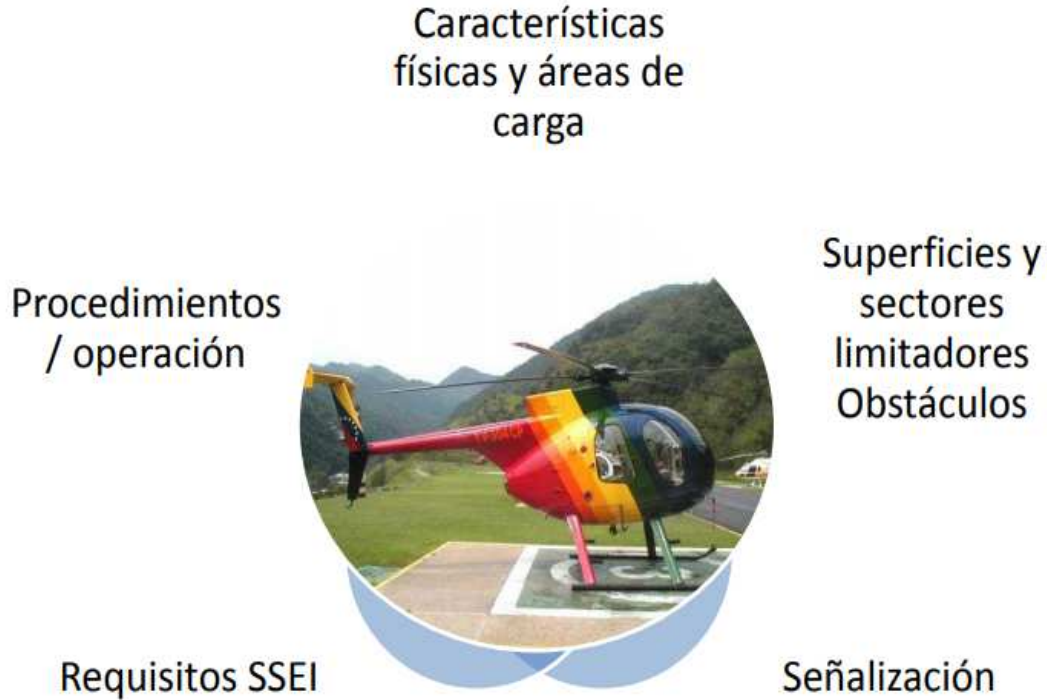 Características
físicas y áreas de
carga
Procedimientos
/ operación
Superficies y
sectores
limitadores
Obstáculos
Requisitos SSEI
Señalización